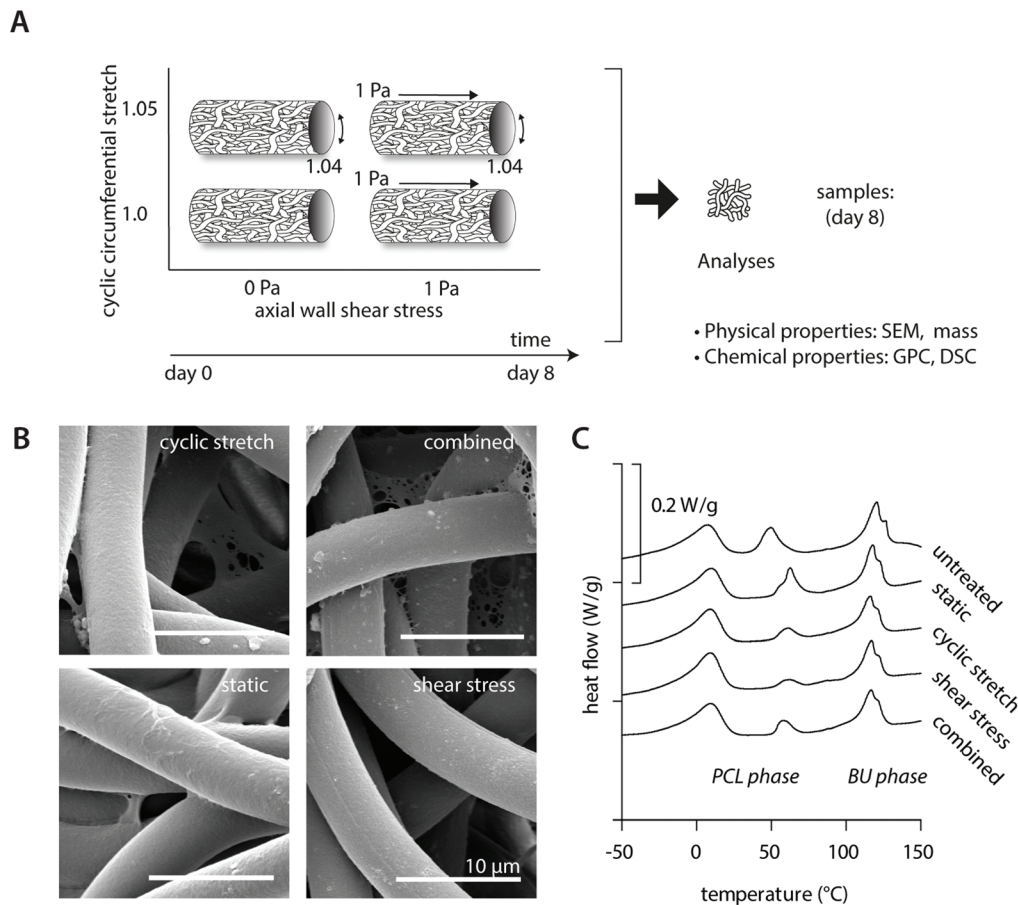 A
cyclic circumferential stretch
1.05
1.0
1 Pa
1.04
1.04
1 Pa
0 Pa
1 Pa
axial wall shear stress
time
day 0
day 8
samples:
(day 8)
Analyses
• Physical properties: SEM, mass
• Chemical properties: GPC, DSC
B
cyclic stretch
combined
static
shear stress
10 µm
C
heat flow (W/g)
0.2 W/g
untreated
static
cyclic stretch
shear stress
combined
PCL phase
BU phase
-50
0
50
100
150
temperature (°C)